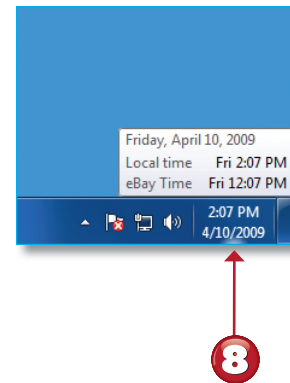 Friday, April 10, 2009
Local time Fri 2:07 PM
eBay Time Fri 12:07 PM
2:07 PM
4/10/2009
8